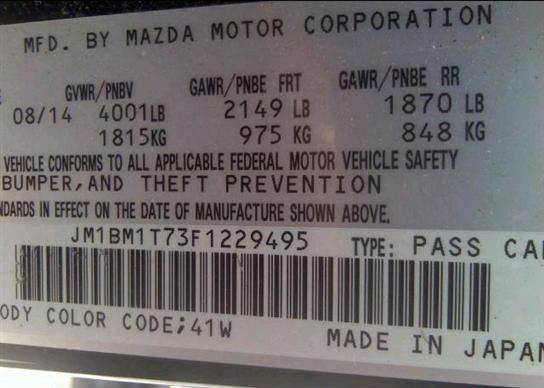 MFD. BY MAZDA MOTOR CORPORATION
GVWR/PNBV GAWR/PNBE FRT GAWR/PNBE RR
08/14 4001LB 2149 LB 1870 LB
1815KG 975 KG 848 KG
VEHICLE CONFORMS TO ALL APPLICABLE FEDERAL MOTOR VEHICLE SAFETY
BUMPER,AND THEFT PREVENTION
NDARDS IN EFFECT ON THE DATE OF MANUFACTURE SHOWN ABOVE.
JM1BM1T73F1229495 TYPE: PASS CA
ODY COLOR CODE;41W MADE IN JAPAN